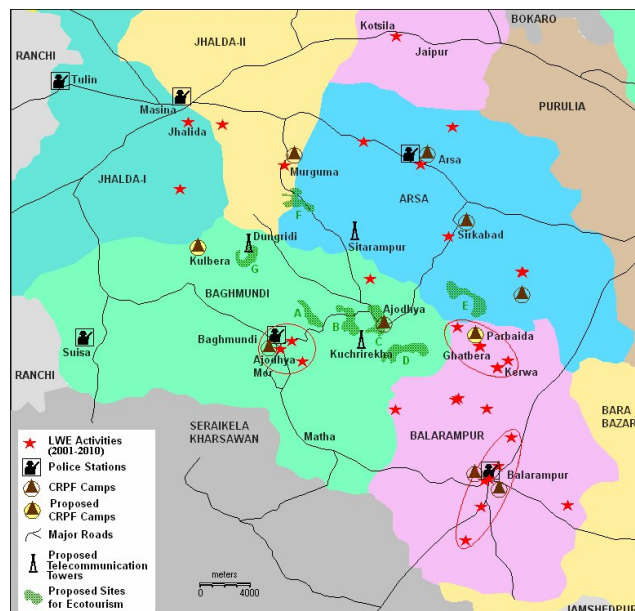 BOKARO
Kotsila
RANCHI
JHALDA-II
Jaipur
Tulin
Masina
PURULIA
Jhalida
Arsa
Murguma
JHALDA-I
ARSA
F
Dungridi
Sitarampur
Sirkabad
Kulbera
G
BAGHMUNDI
E
A
Ajodhya
B
C
Baghmundi
Parbaida
Suisa
Ghatbera
Ajodhya
Mor
Kuchrirekha
D
Kerwa
RANCHI
BARA
BAZAR
SERAIKELA
KHARSAWAN
BALARAMPUR
Matha
LWE Activities
(2001-2010)
Police Stations
Balarampur
CRPF Camps
Proposed
CRPF Camps
Major Roads
Proposed
Telecommunication
Towers
meters
0
4000
Proposed Sites
for Ecotourism
JAMSHEDPUR